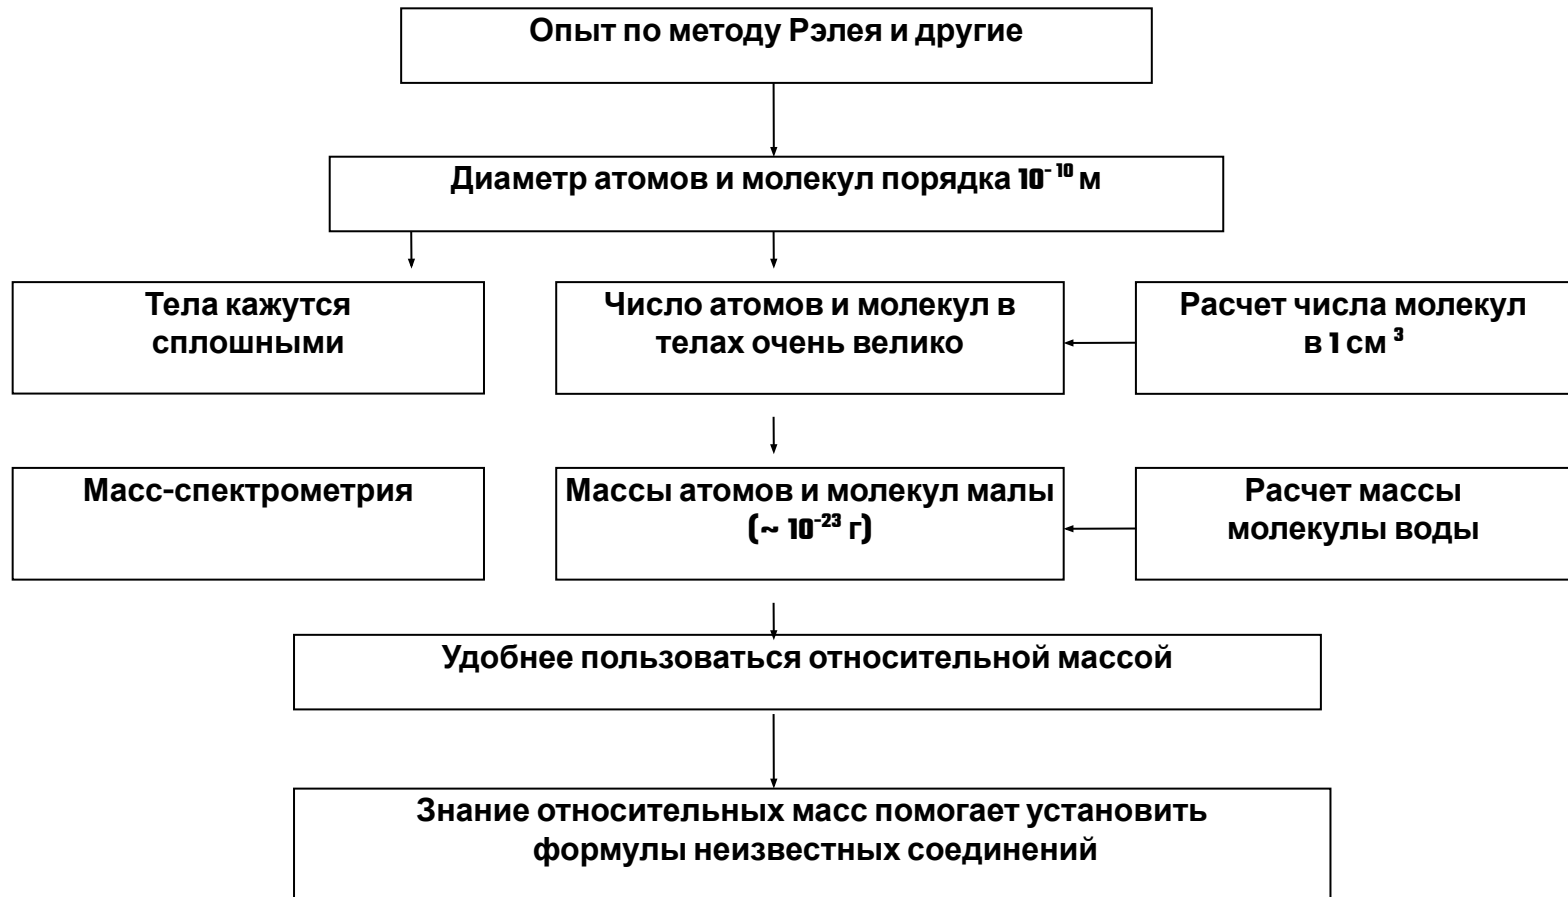 Опыт по методу Рэлея и другие
Диаметр атомов и молекул порядка 10⁻¹⁰ м
Тела кажутся
сплошными
Число атомов и молекул в
телах очень велико
Расчет числа молекул
в 1 см ³
Масс-спектрометрия
Массы атомов и молекул малы
(~ 10⁻²³ г)
Расчет массы
молекулы воды
Удобнее пользоваться относительной массой
Знание относительных масс помогает установить
формулы неизвестных соединений